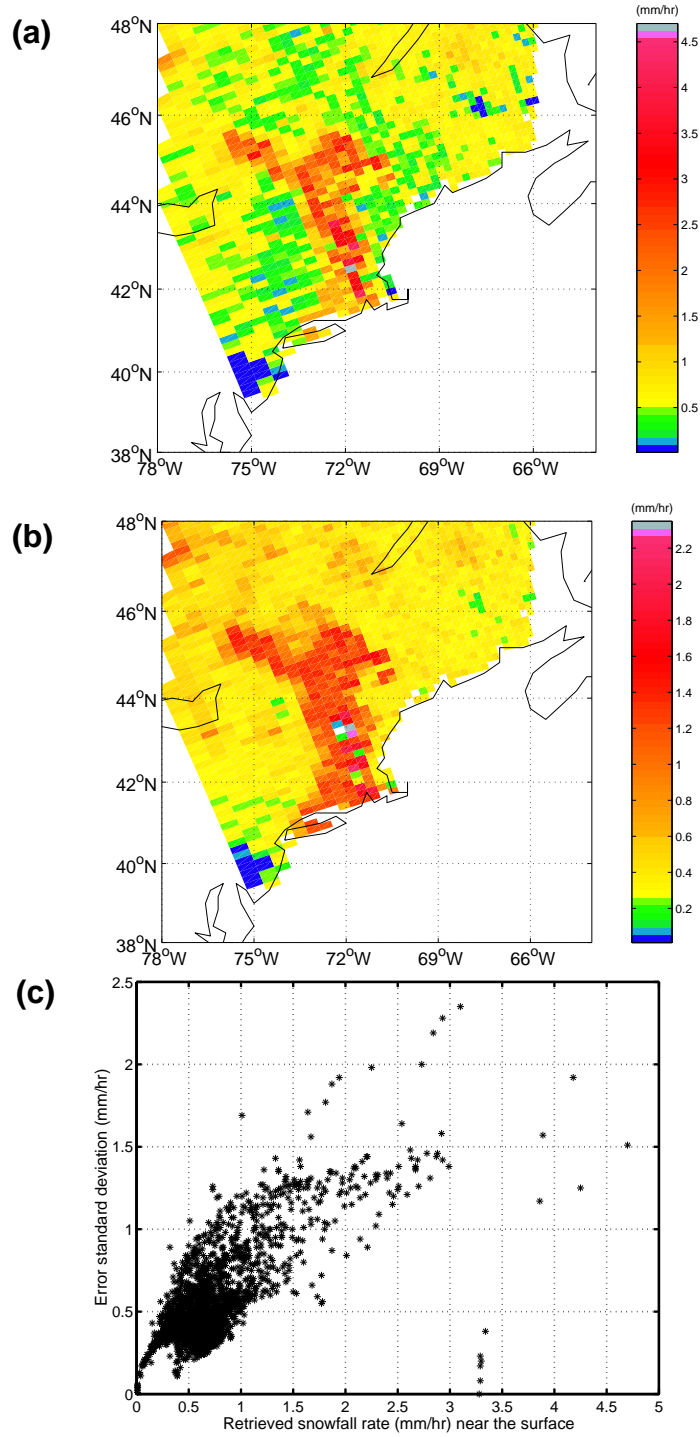 (a)
(mm/hr)
48°N
46°N
44°N
42°N
40°N
38°N
78°W
75°W
72°W
69°W
66°W
4.5
4
3.5
3
2.5
2
1.5
1
0.5
(b)
(mm/hr)
48°N
46°N
44°N
42°N
40°N
38°N
78°W
75°W
72°W
69°W
66°W
2.2
2
1.8
1.6
1.4
1.2
1
0.8
0.6
0.4
0.2
(c)
Error standard deviation (mm/hr)
2.5
2
1.5
1
0.5
0
0
0.5
1
1.5
2
2.5
3
3.5
4
4.5
5
Retrieved snowfall rate (mm/hr) near the surface